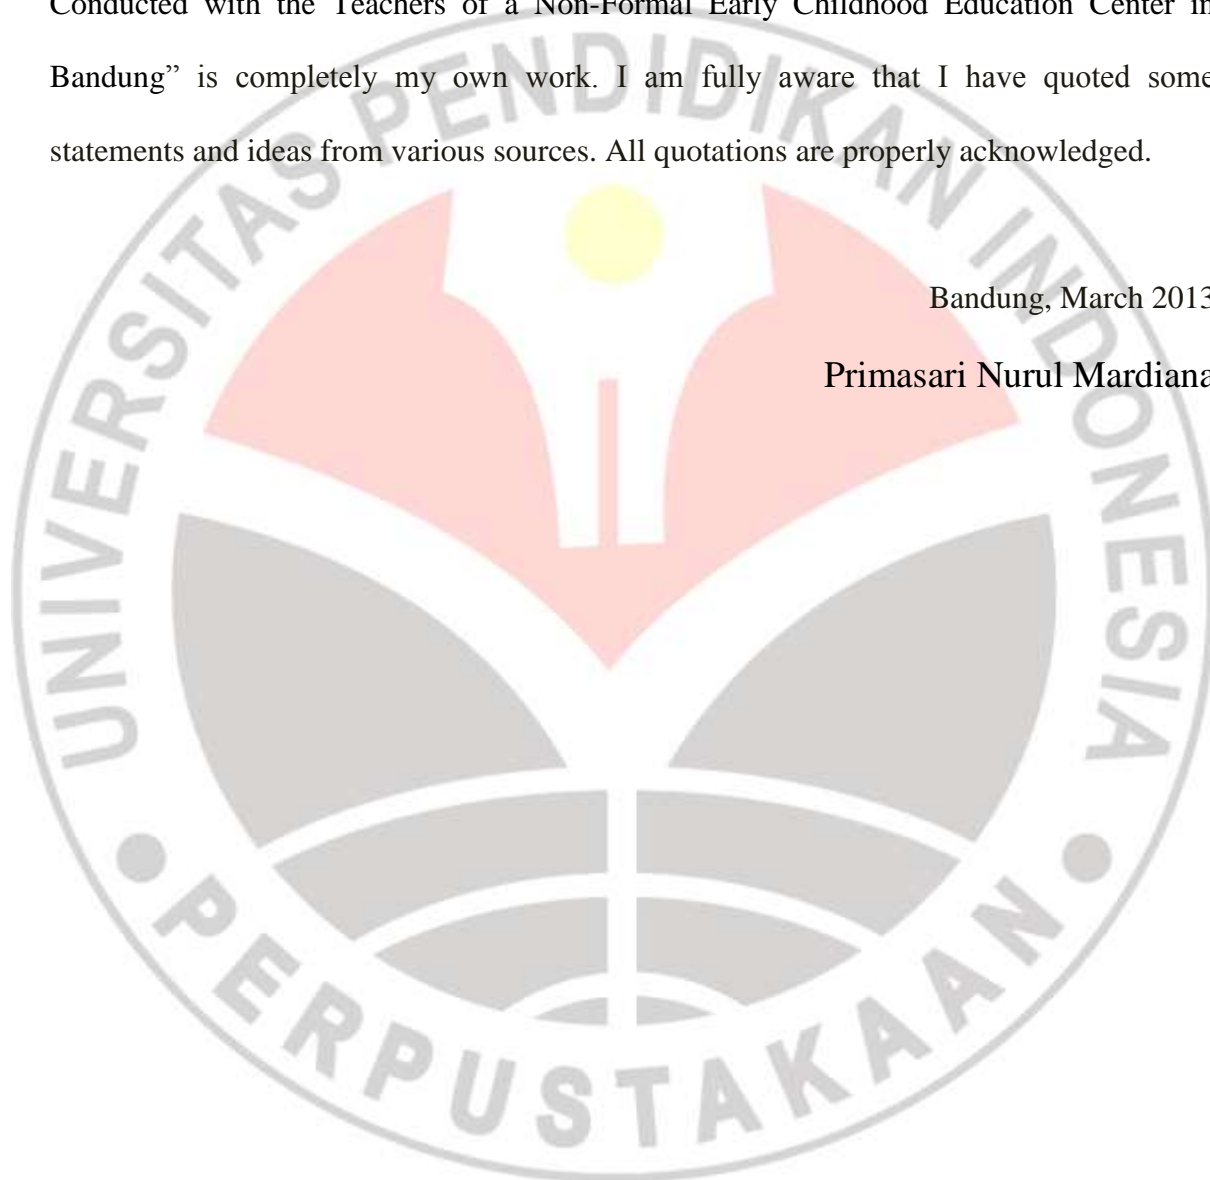 Conducted with the Teachers of a Non-Formal Early Childhood Education Center in
Bandung” is completely my own work. I am fully aware that I have quoted some
statements and ideas from various sources. All quotations are properly acknowledged.
Bandung, March 2013
Primasari Nurul Mardiana
UNIVERSITAS PENDIDIKAN INDONESIA
PERPUSTAKAAN